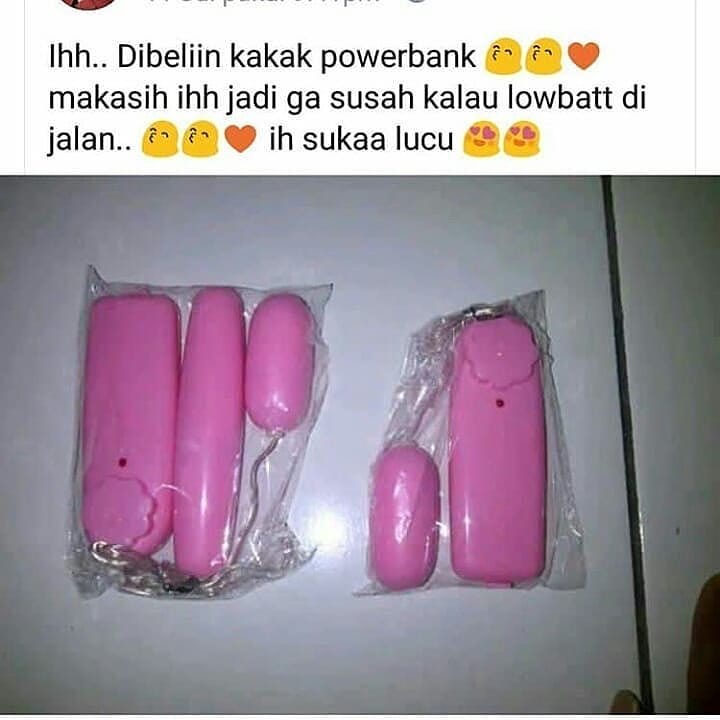 Ihh.. Dibeliin kakak powerbank 🤭🤭🧡
makasih ihh jadi ga susah kalau lowbatt di
jalan.. 🤭🤭🧡 ih sukaa lucu 😍😍